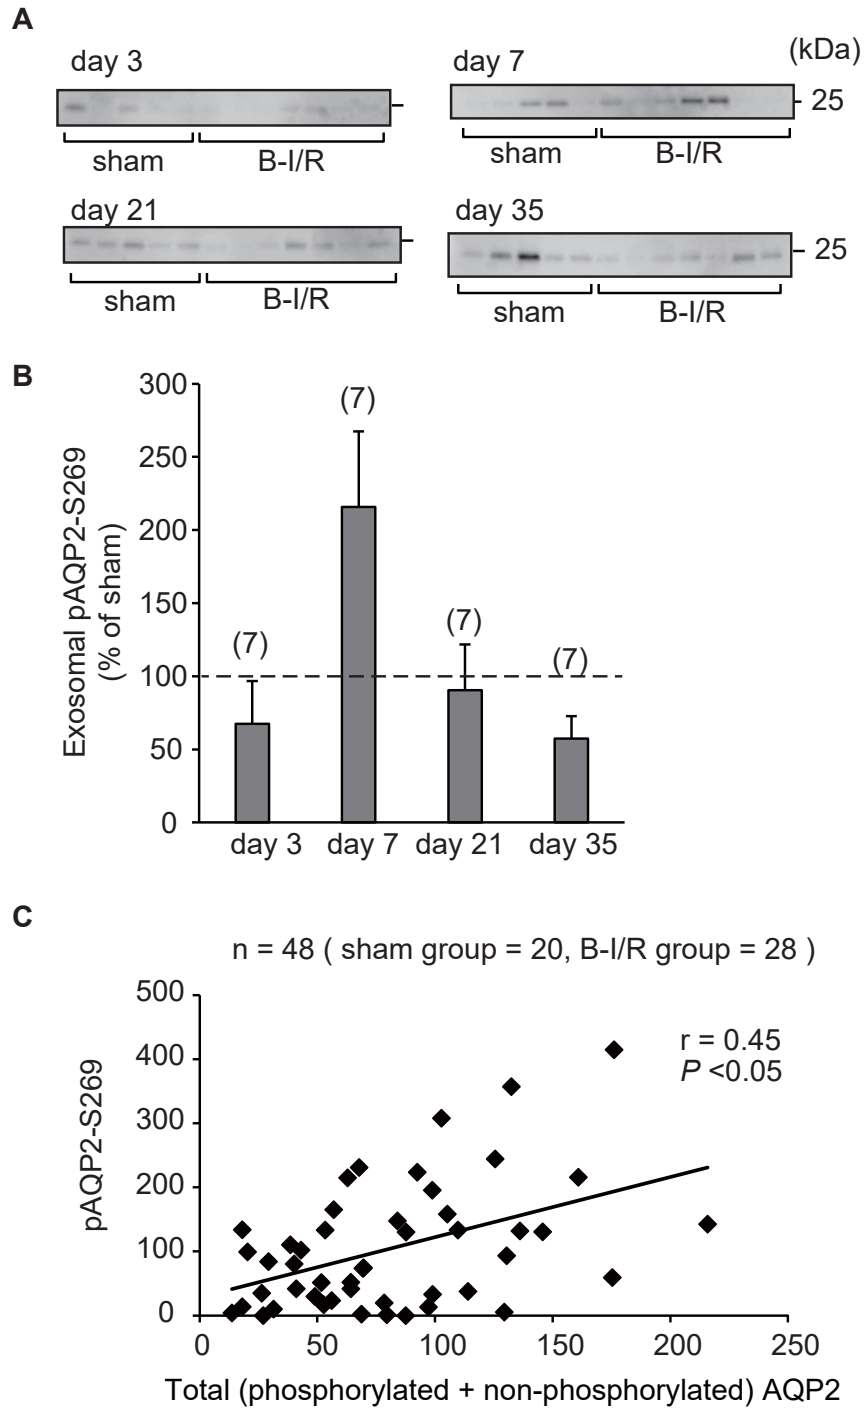 A
day 3
day 7
(kDa)
25
sham
B-I/R
sham
B-I/R
day 21
day 35
25
sham
B-I/R
sham
B-I/R
B
Exosomal pAQP2-S269
(% of sham)
300
250
200
150
100
50
0
(7)
(7)
(7)
(7)
day 3
day 7
day 21
day 35
C
n = 48 ( sham group = 20, B-I/R group = 28 )
r = 0.45
P <0.05
pAQP2-S269
500
400
300
200
100
0
0
50
100
150
200
250
Total (phosphorylated + non-phosphorylated) AQP2